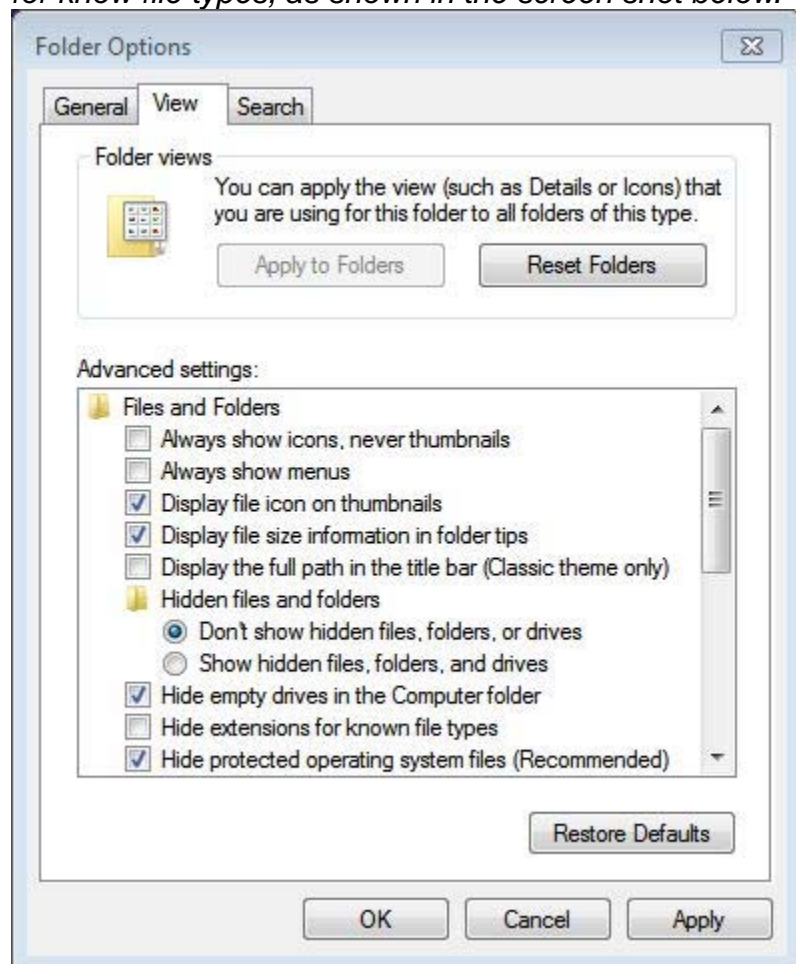 for know file types, as shown in the screen shot below.
Folder Options
General View Search
Folder views
You can apply the view (such as Details or Icons) that
you are using for this folder to all folders of this type.
Apply to Folders Reset Folders
Advanced settings:
Files and Folders
Always show icons, never thumbnails
Always show menus
Display file icon on thumbnails
Display file size information in folder tips
Display the full path in the title bar (Classic theme only)
Hidden files and folders
Don't show hidden files, folders, or drives
Show hidden files, folders, and drives
Hide empty drives in the Computer folder
Hide extensions for known file types
Hide protected operating system files (Recommended)
Restore Defaults
OK Cancel Apply